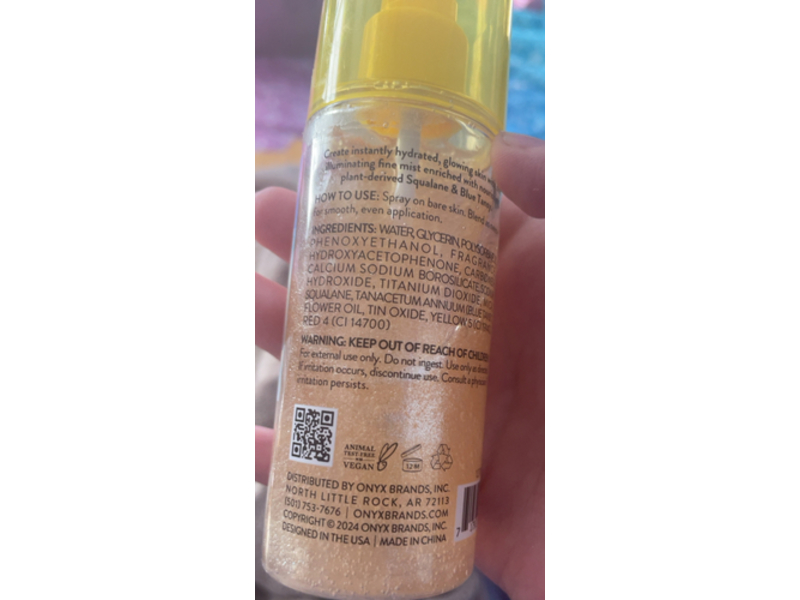 Create instantly hydrated, glowing skin
illuminating fine mist enriched with
plant-derived Squalane & Blue Tansy
HOW TO USE: Spray on bare skin. Blend
For smooth, even application.
INGREDIENTS: WATER, GLYCERIN,
PHENOXYETHANOL,
HYDROXYACETOPHENONE,
CALCIUM SODIUM BOROSILICATE,
HYDROXIDE, TITANIUM DIOXIDE,
SQUALANE, TANACETUM ANNUUM (BLUE
FLOWER OIL, TIN OXIDE, YELLOW 5
RED 4 (CI 14700)
WARNING: KEEP OUT OF REACH OF
For external use only. Do not ingest. Use only as
If irritation occurs, discontinue use. Consult a
irritation persists.
ANIMAL
TEST-FREE
VEGAN
12 M
DISTRIBUTED BY ONYX BRANDS, INC.
NORTH LITTLE ROCK, AR 72113
(501) 753-7676 | ONYXBRANDS.COM
COPYRIGHT © 2024 ONYX BRANDS, INC.
DESIGNED IN THE USA | MADE IN CHINA
7